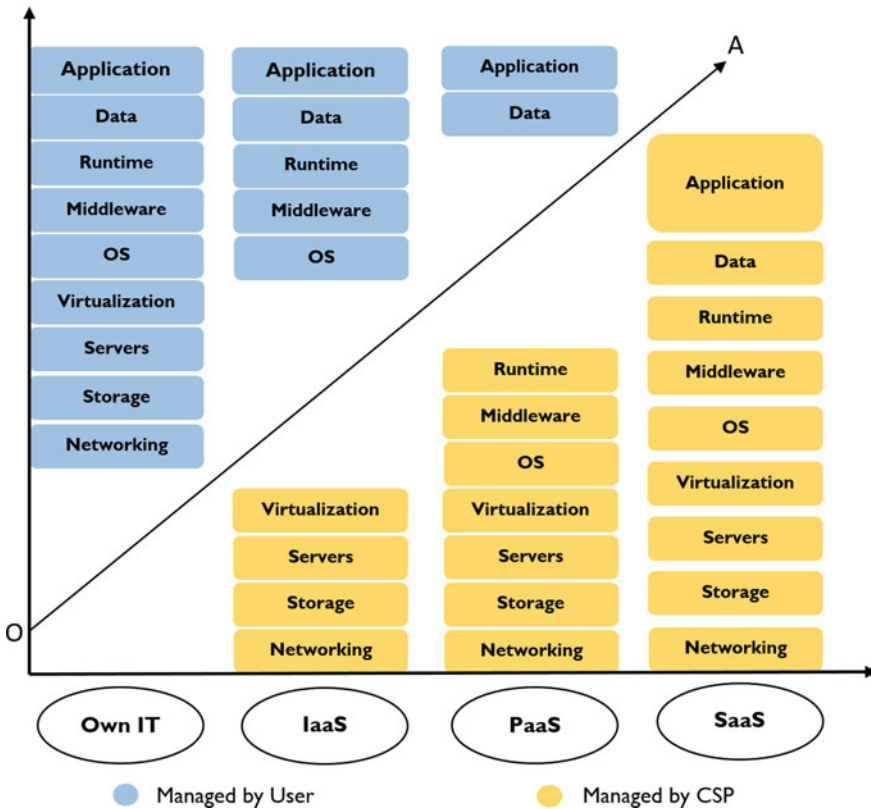 A
Application
Data
Runtime
Middleware
OS
Virtualization
Servers
Storage
Networking
Application
Data
Runtime
Middleware
OS
Virtualization
Servers
Storage
Networking
Application
Data
Runtime
Middleware
OS
Virtualization
Servers
Storage
Networking
Application
Data
Runtime
Middleware
OS
Virtualization
Servers
Storage
Networking
O
Own IT
IaaS
PaaS
SaaS
Managed by User
Managed by CSP